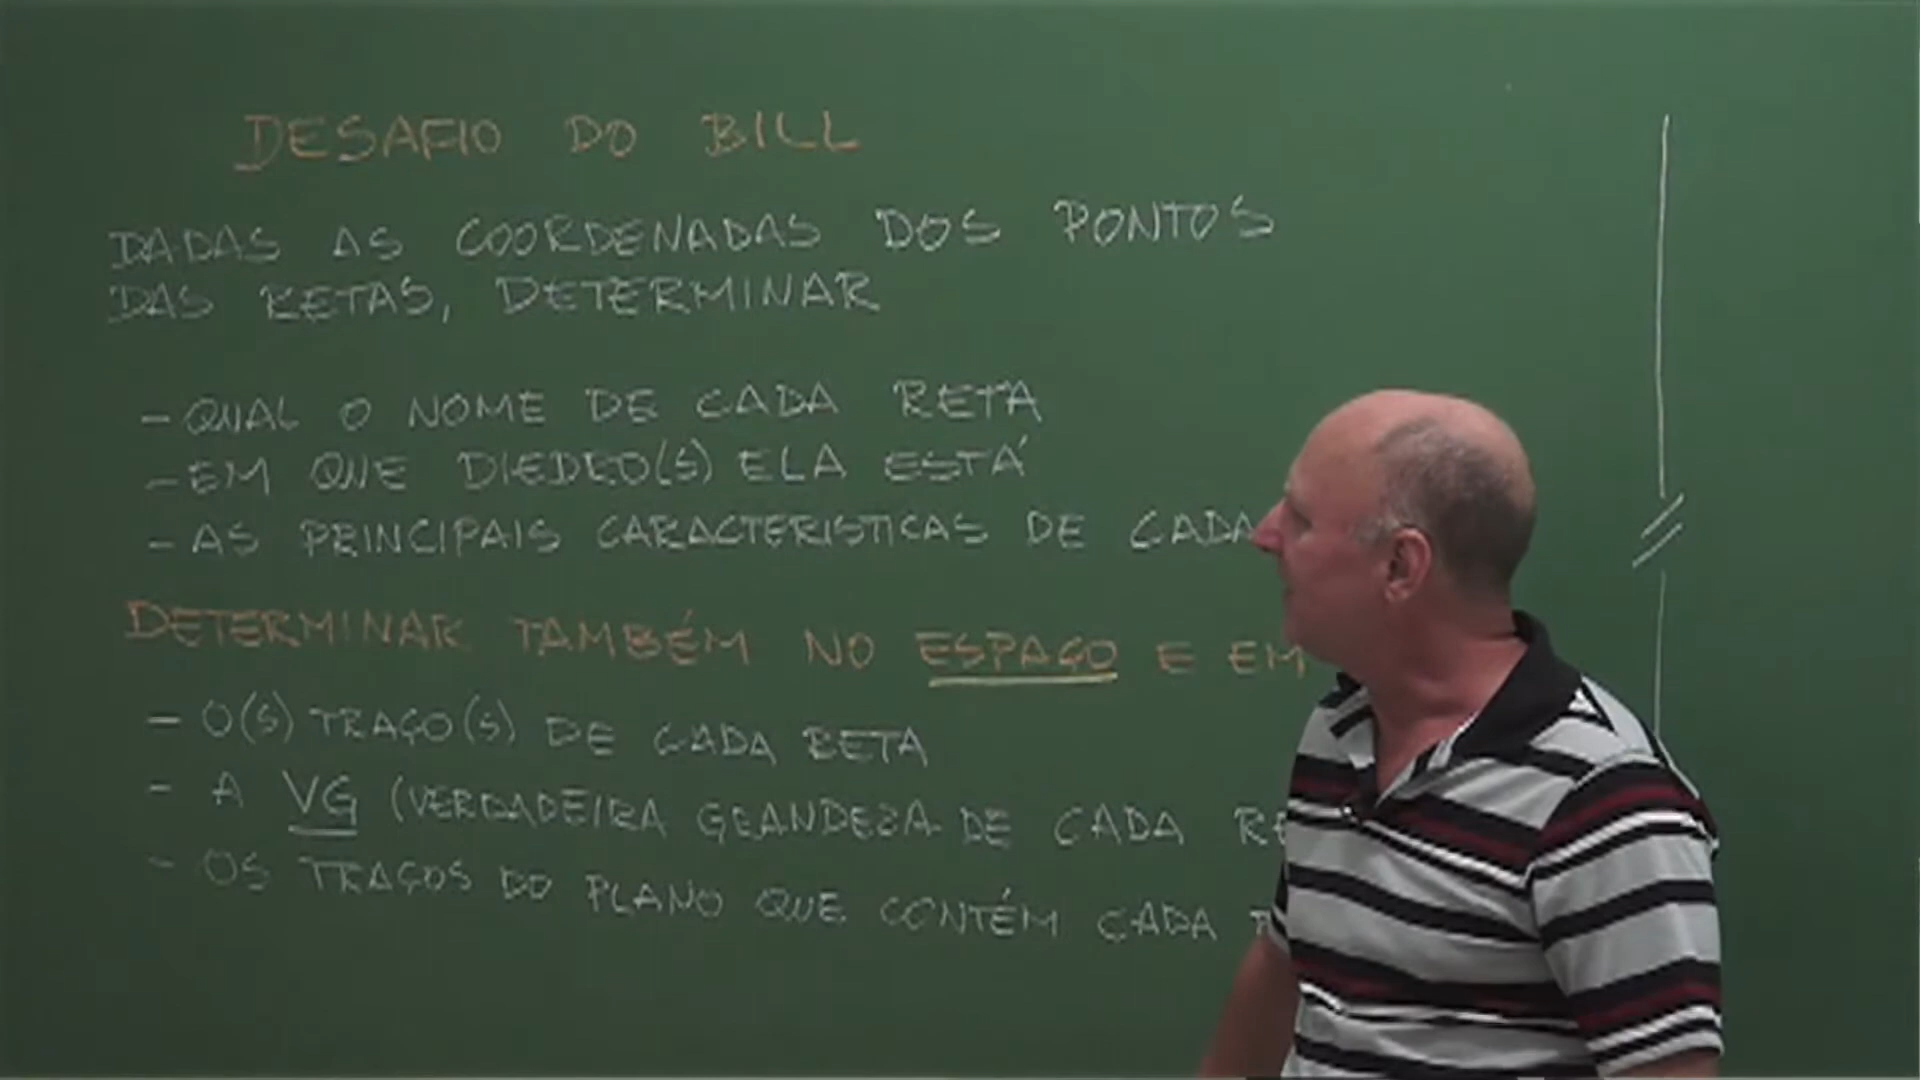 DESAFIO DO BILL
DADAS AS COORDENADAS DOS PONTOS
DAS RETAS, DETERMINAR
- QUAL O NOME DE CADA RETA
- EM QUE DIEDRO(S) ELA ESTÁ
- AS PRINCIPAIS CARACTERISTICAS DE CADA
DETERMINAR TAMBÉM NO ESPAÇO E EM
- O(S) TRAÇO(S) DE CADA RETA
- A VG (VERDADEIRA GRANDEZA DE CADA RE
- OS TRAÇOS DO PLANO QUE CONTÉM CADA